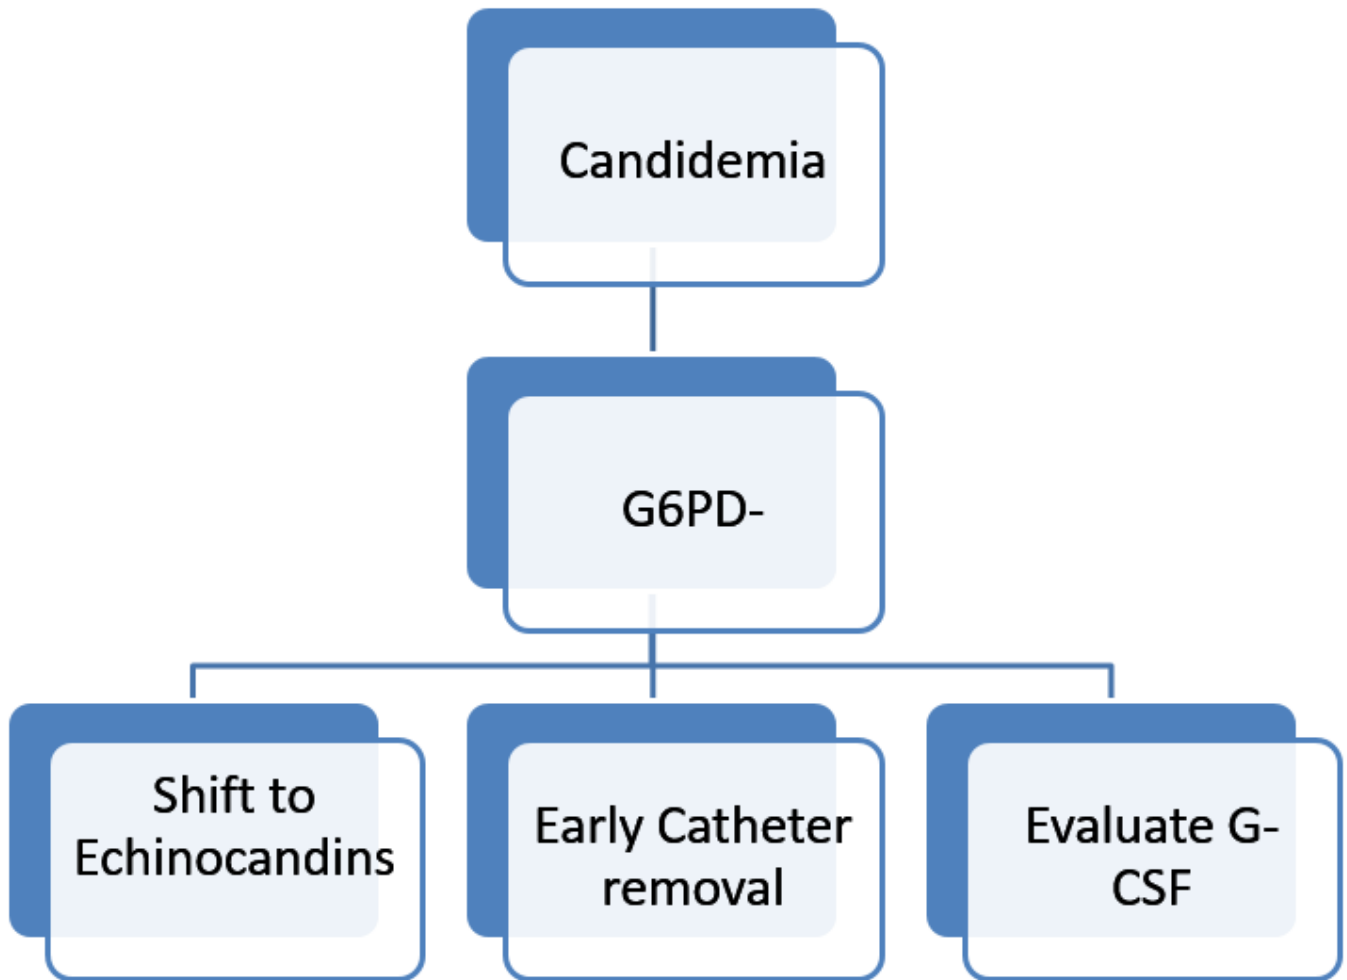 Candidemia
G6PD-
Shift to
Echinocandins
Early Catheter
removal
Evaluate G-
CSF